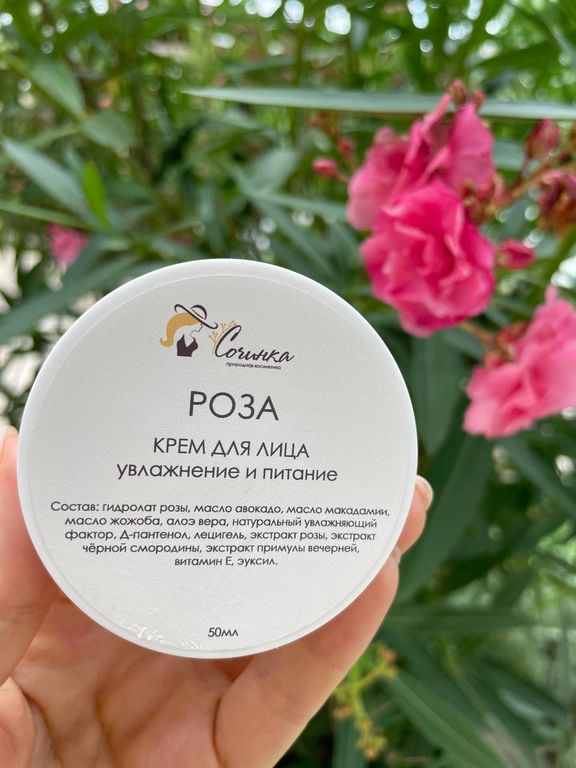 Сочинка
природная косметика
РОЗА
КРЕМ ДЛЯ ЛИЦА
УВЛАЖНЕНИЕ И ПИТАНИЕ
Состав: гидролат розы, масло авокадо, масло макадамии,
масло жожоба, алоэ вера, натуральный увлажняющий
фактор, Д-пантенол, лецигель, экстракт розы, экстракт
чёрной смородины, экстракт примулы вечерней,
витамин Е, эуксил.
50мл